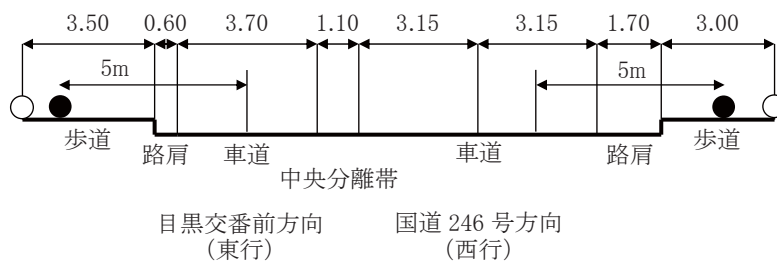 3.50 0.60 3.70 1.10 3.15 3.15 1.70 3.00
5m 5m
歩道 路肩 車道 車道 路肩 歩道
中央分離帯
目黒交番前方向 国道 246 号方向
(東行) (西行)